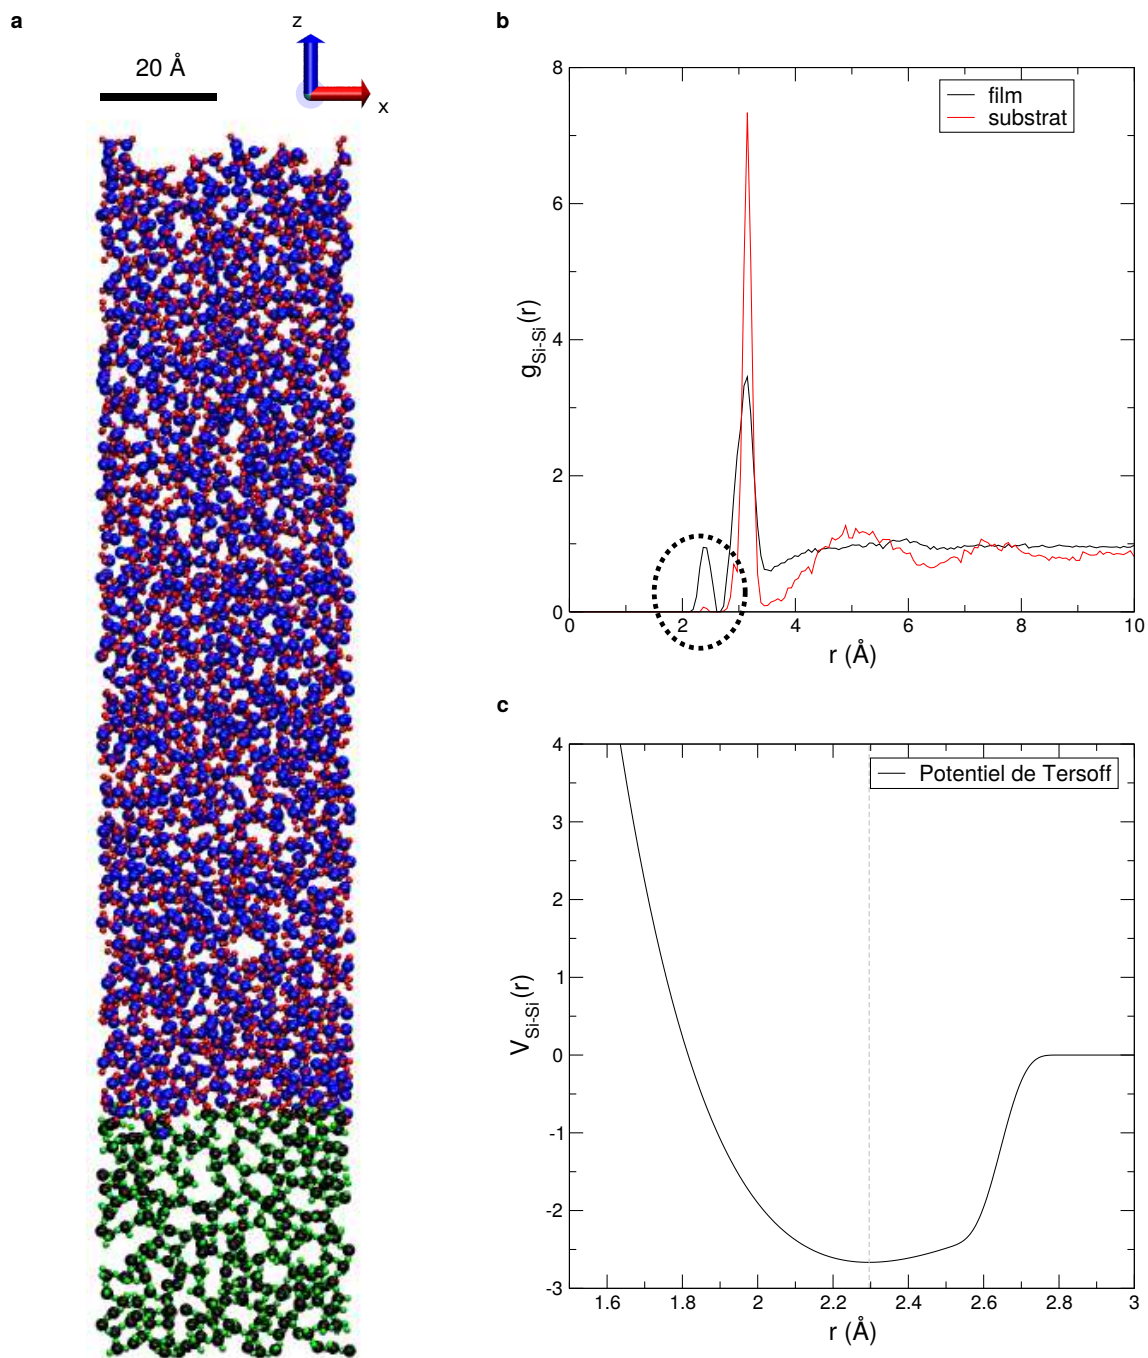 a
z
20 Å
x
b
8
film
substrat
6
g_Si-Si(r)
4
2
0
0 2 4 6 8 10
r (Å)
c
4
Potentiel de Tersoff
3
2
1
V_Si-Si(r)
0
-1
-2
-3
1.6 1.8 2 2.2 2.4 2.6 2.8 3
r (Å)